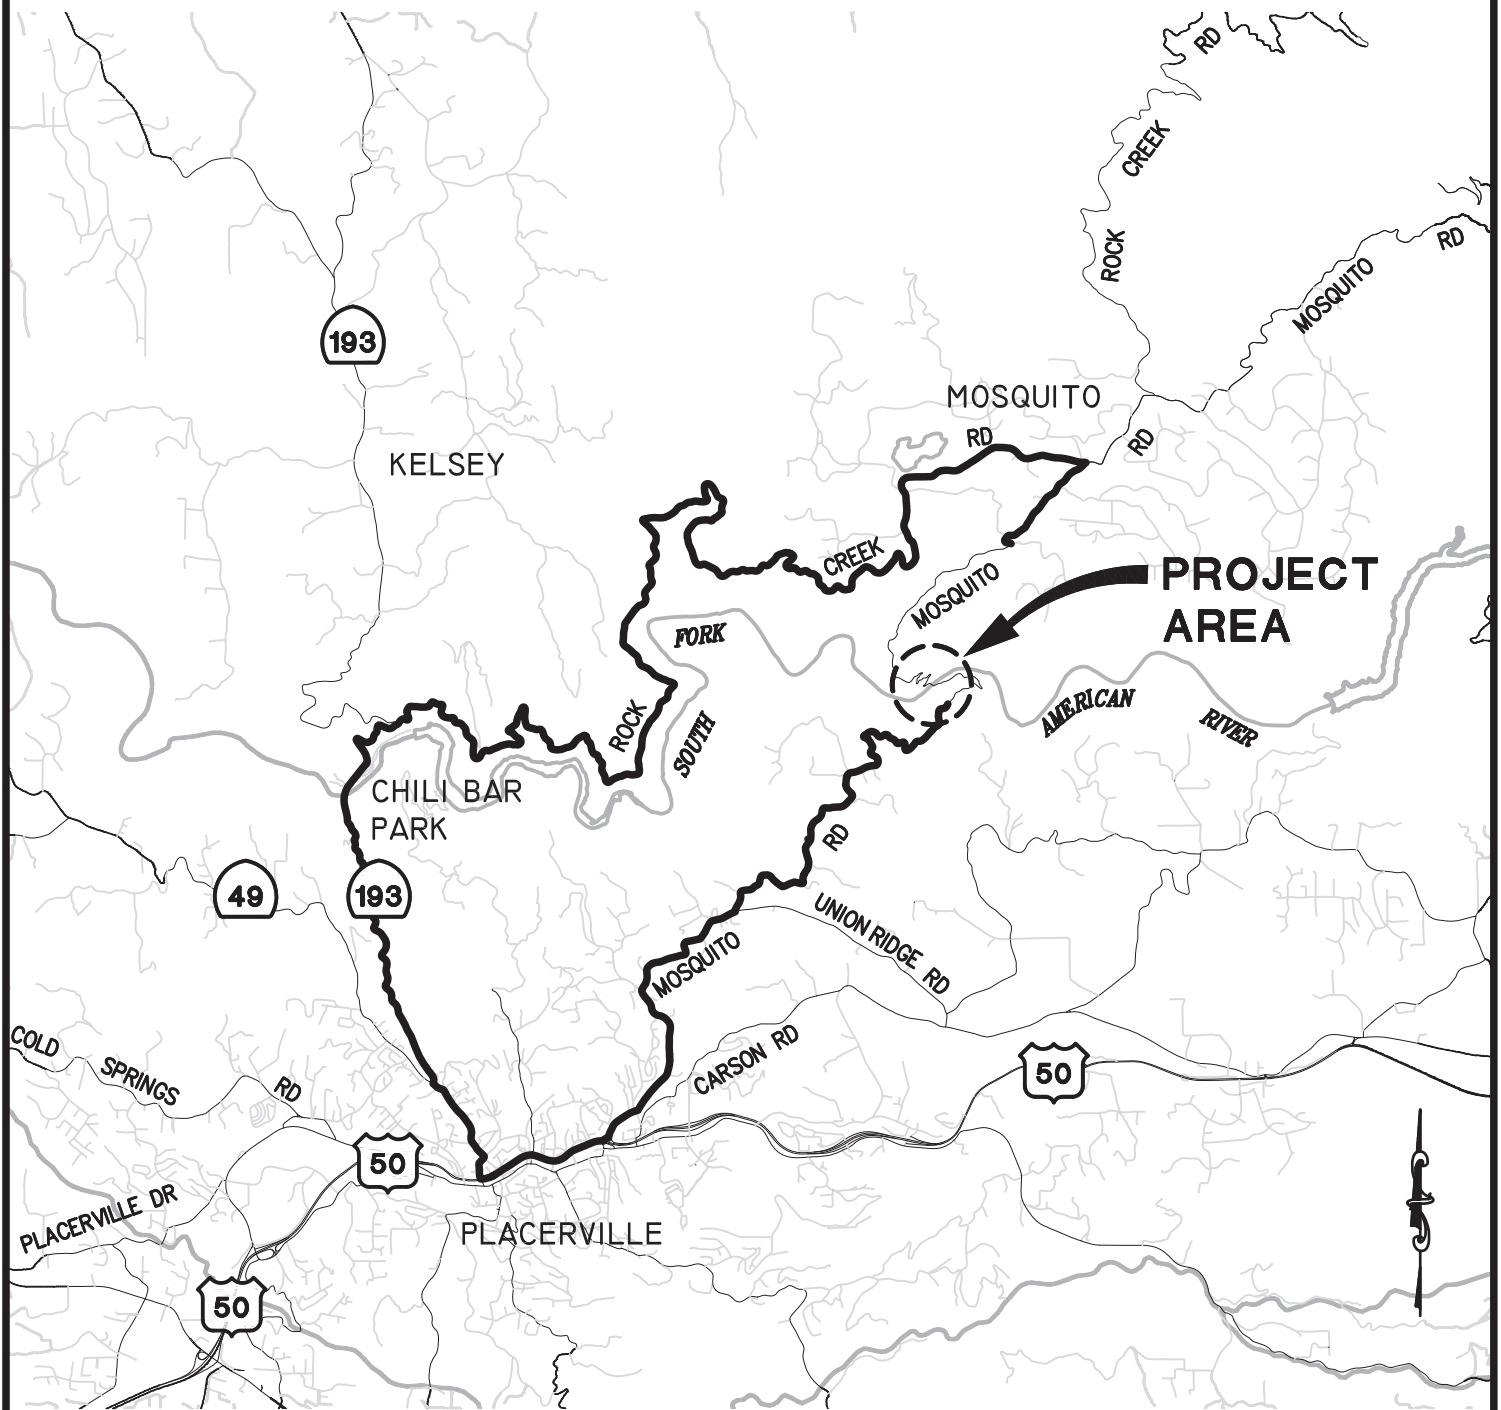 RD
CREEK
ROCK
RD
MOSQUITO
193
MOSQUITO
RD
RD
KELSEY
CREEK
PROJECT
AREA
MOSQUITO
FORK
SOUTH
ROCK
AMERICAN
RIVER
CHILI BAR
PARK
RD
49
193
UNION RIDGE RD
MOSQUITO
COLD
SPRINGS
RD
CARSON RD
50
50
PLACERVILLE DR
PLACERVILLE
50